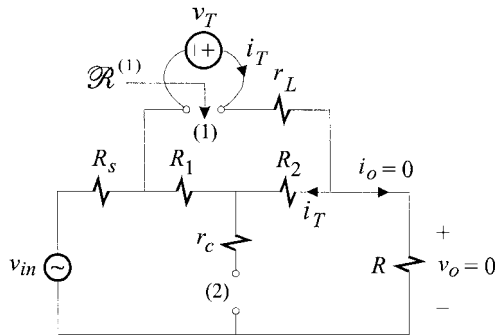 v_T
+
i_T
ℛ^(1)
r_L
(1)
R_s
R_1
R_2
i_o = 0
i_T
r_c
+
v_in
~
(2)
R
v_o = 0
–